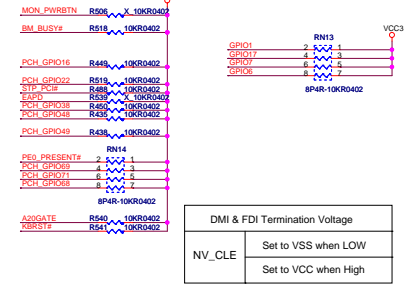 MON_PWRBTN R506 X_10KR0402
BM_BUSY# R518 10KR0402
PCH_GPIO16 R449 10KR0402
PCH_GPIO22 R519 10KR0402
STP_PCI# R488 10KR0402
EAPD R539 X_10KR0402
PCH_GPIO38 R450 10KR0402
PCH_GPIO48 R435 10KR0402
PCH_GPIO49 R438 10KR0402
RN14
PE0_PRESENT# 2 1
PCH_GPIO69 4 3
PCH_GPIO71 6 5
PCH_GPIO68 8 7
8P4R-10KR0402
A20GATE R540 10KR0402
KBRST# R541 10KR0402
VCC3
RN13
GPIO1 2 1
GPIO17 4 3
GPIO7 6 5
GPIO6 8 7
8P4R-10KR0402
DMI & FDI Termination Voltage
NV_CLE
Set to VSS when LOW
Set to VCC when High